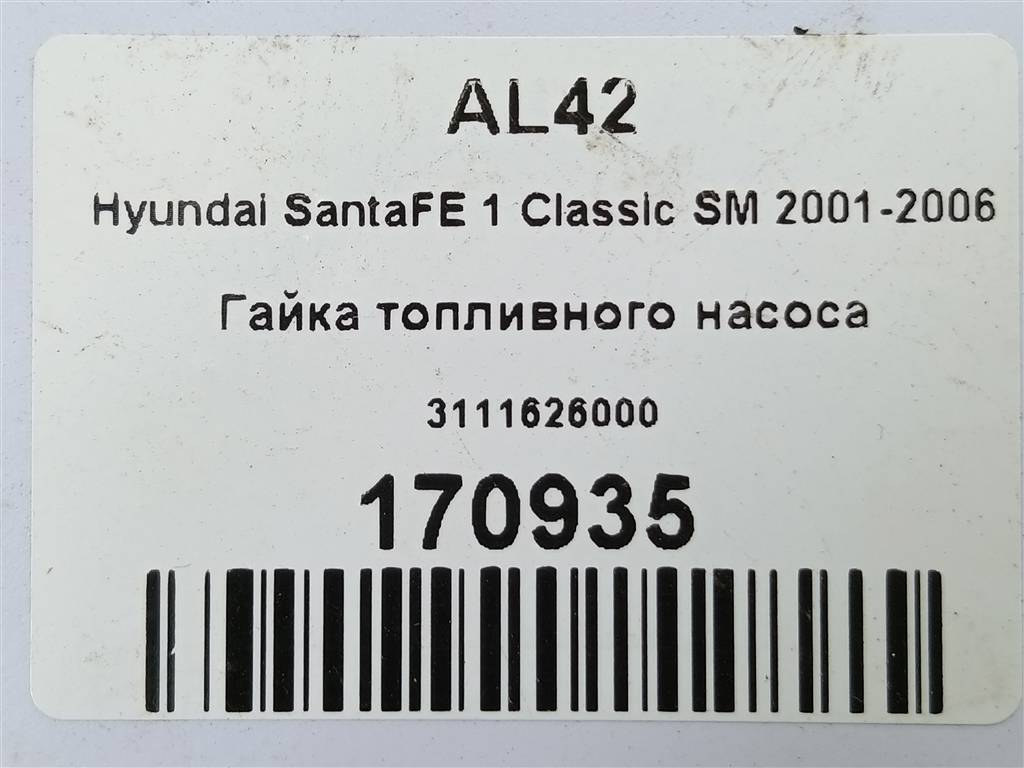 AL42
Hyundai SantaFE 1 Classic SM 2001-2006
Гайка топливного насоса
3111626000
170935